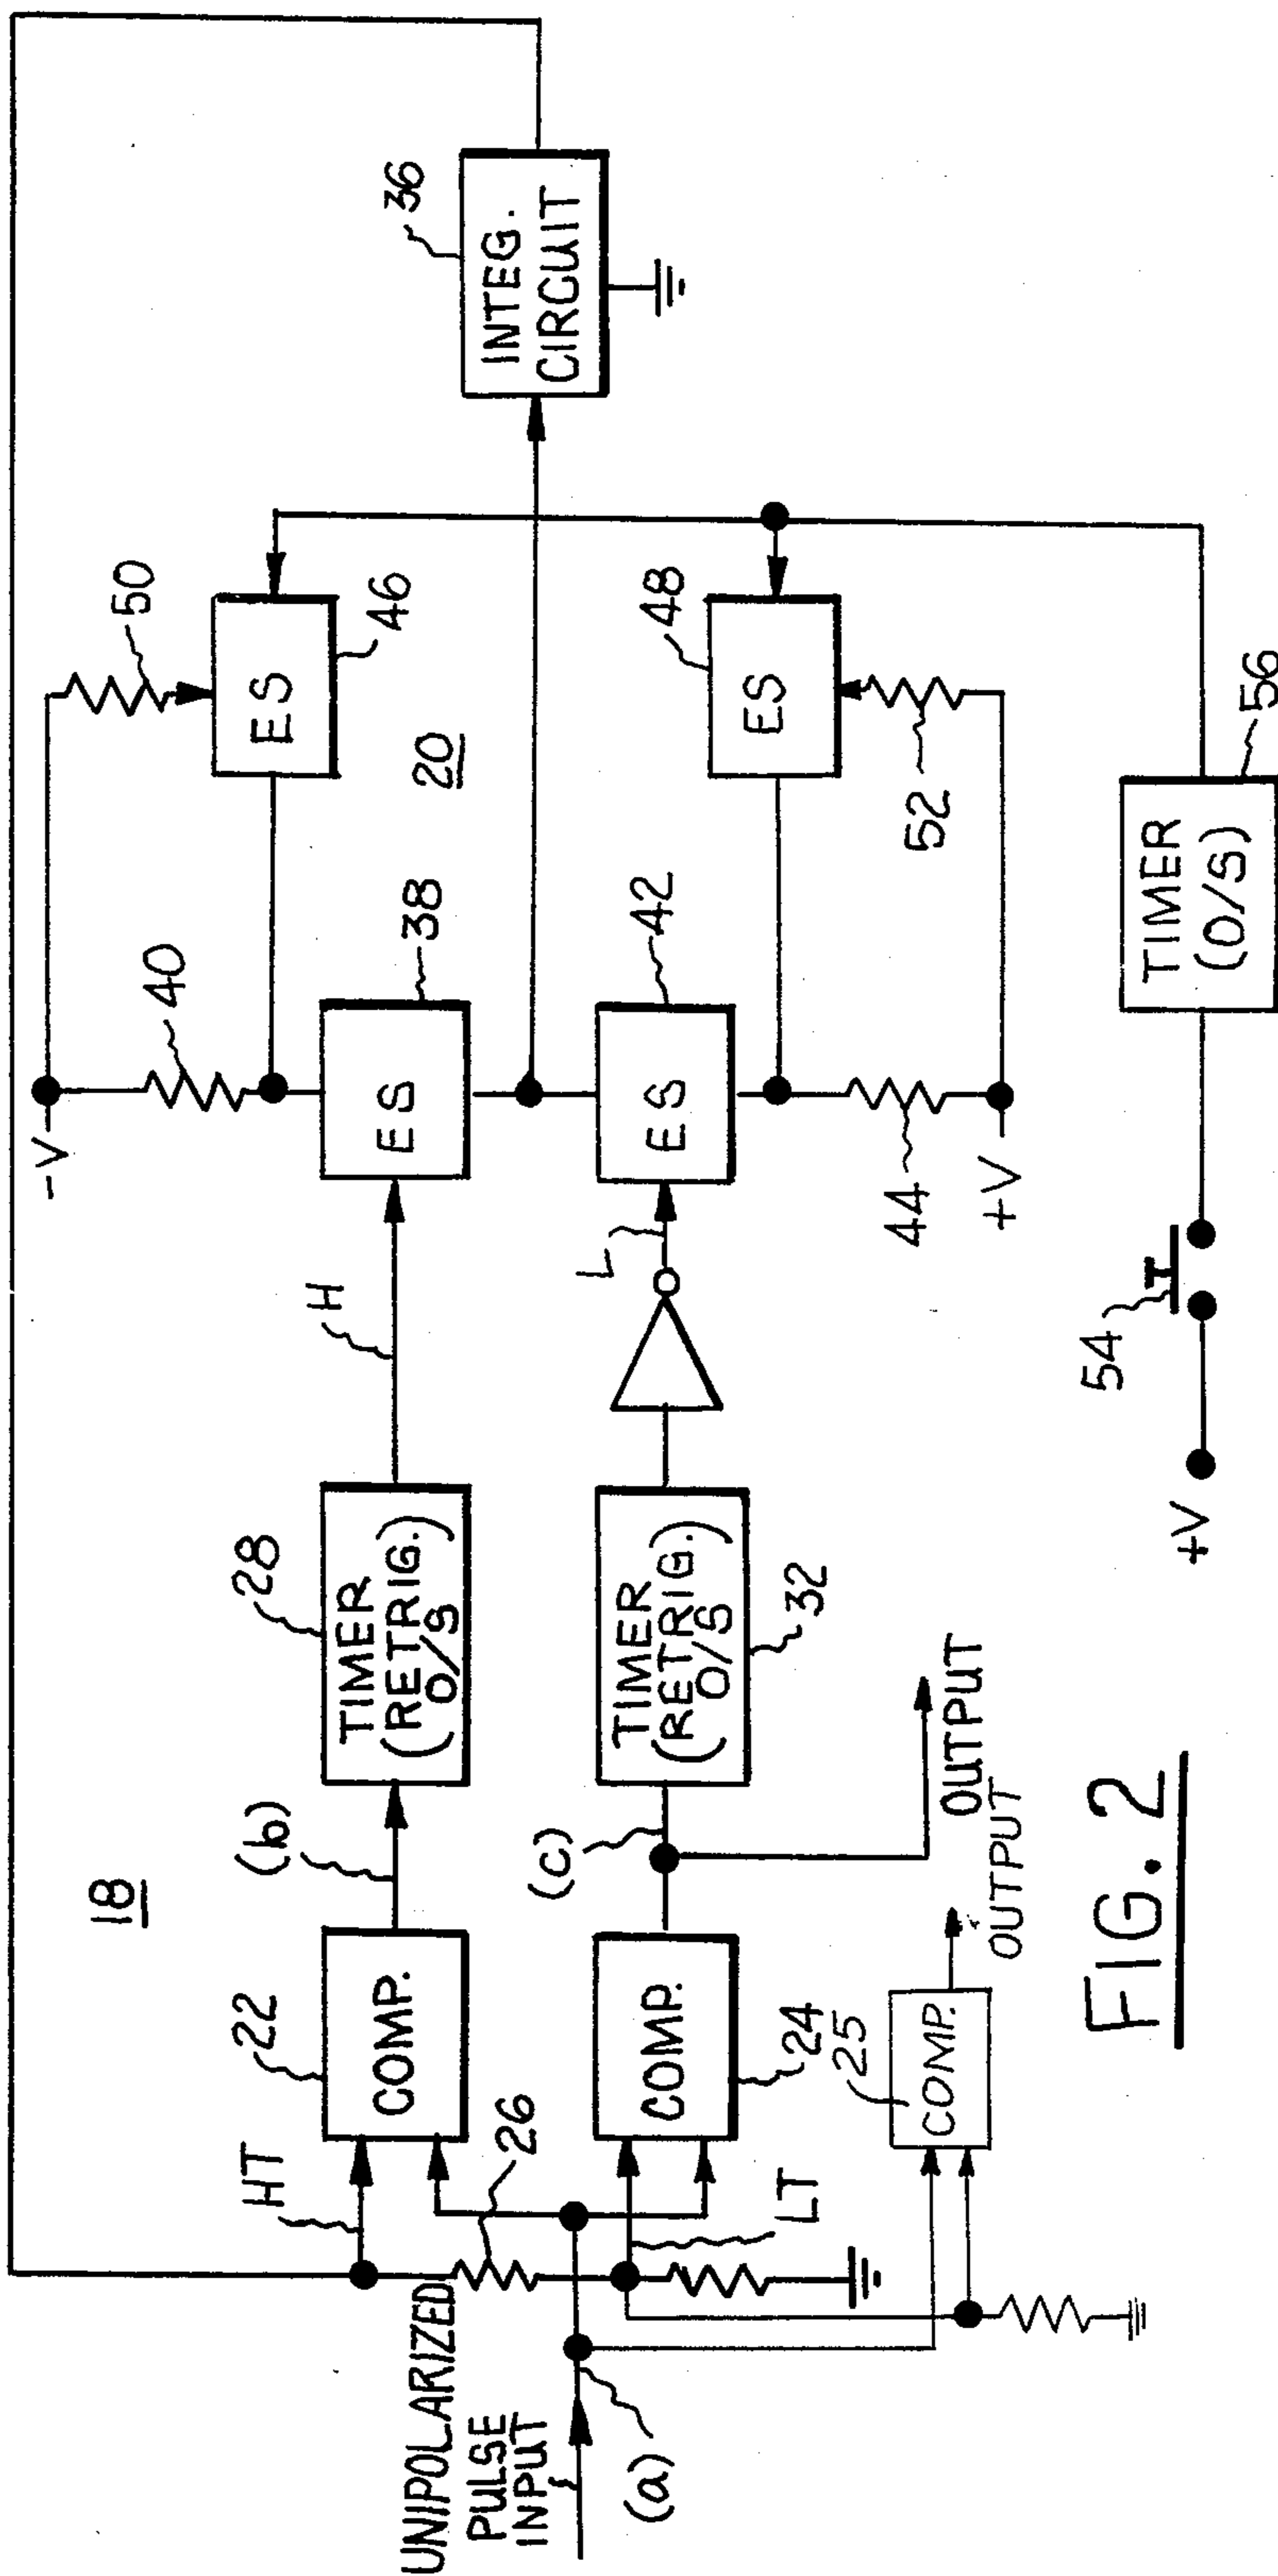 18
-V
40
50
ES
46
20
HT
22
COMP.
(b)
28
TIMER
(RETRIG.)
O/S
H
ES
38
36
INTEG.
CIRCUIT
UNIPOLARIZED
PULSE
INPUT
(a)
26
LT
COMP.
24
(c)
TIMER
(RETRIG.)
O/S
32
L
ES
42
ES
48
52
44
+V
25
COMP.
OUTPUT
OUTPUT
+V
54
TIMER
(O/S)
56
FIG. 2